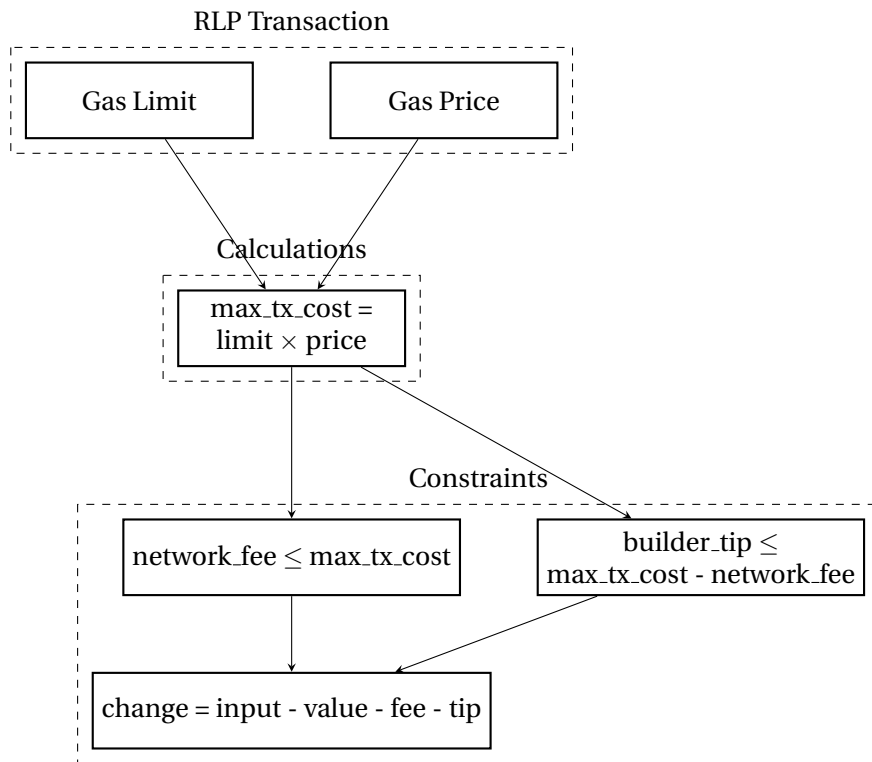 RLP Transaction
Gas Limit
Gas Price
Calculations
max_tx_cost =
limit × price
Constraints
network_fee ≤ max_tx_cost
builder_tip ≤
max_tx_cost - network_fee
change = input - value - fee - tip